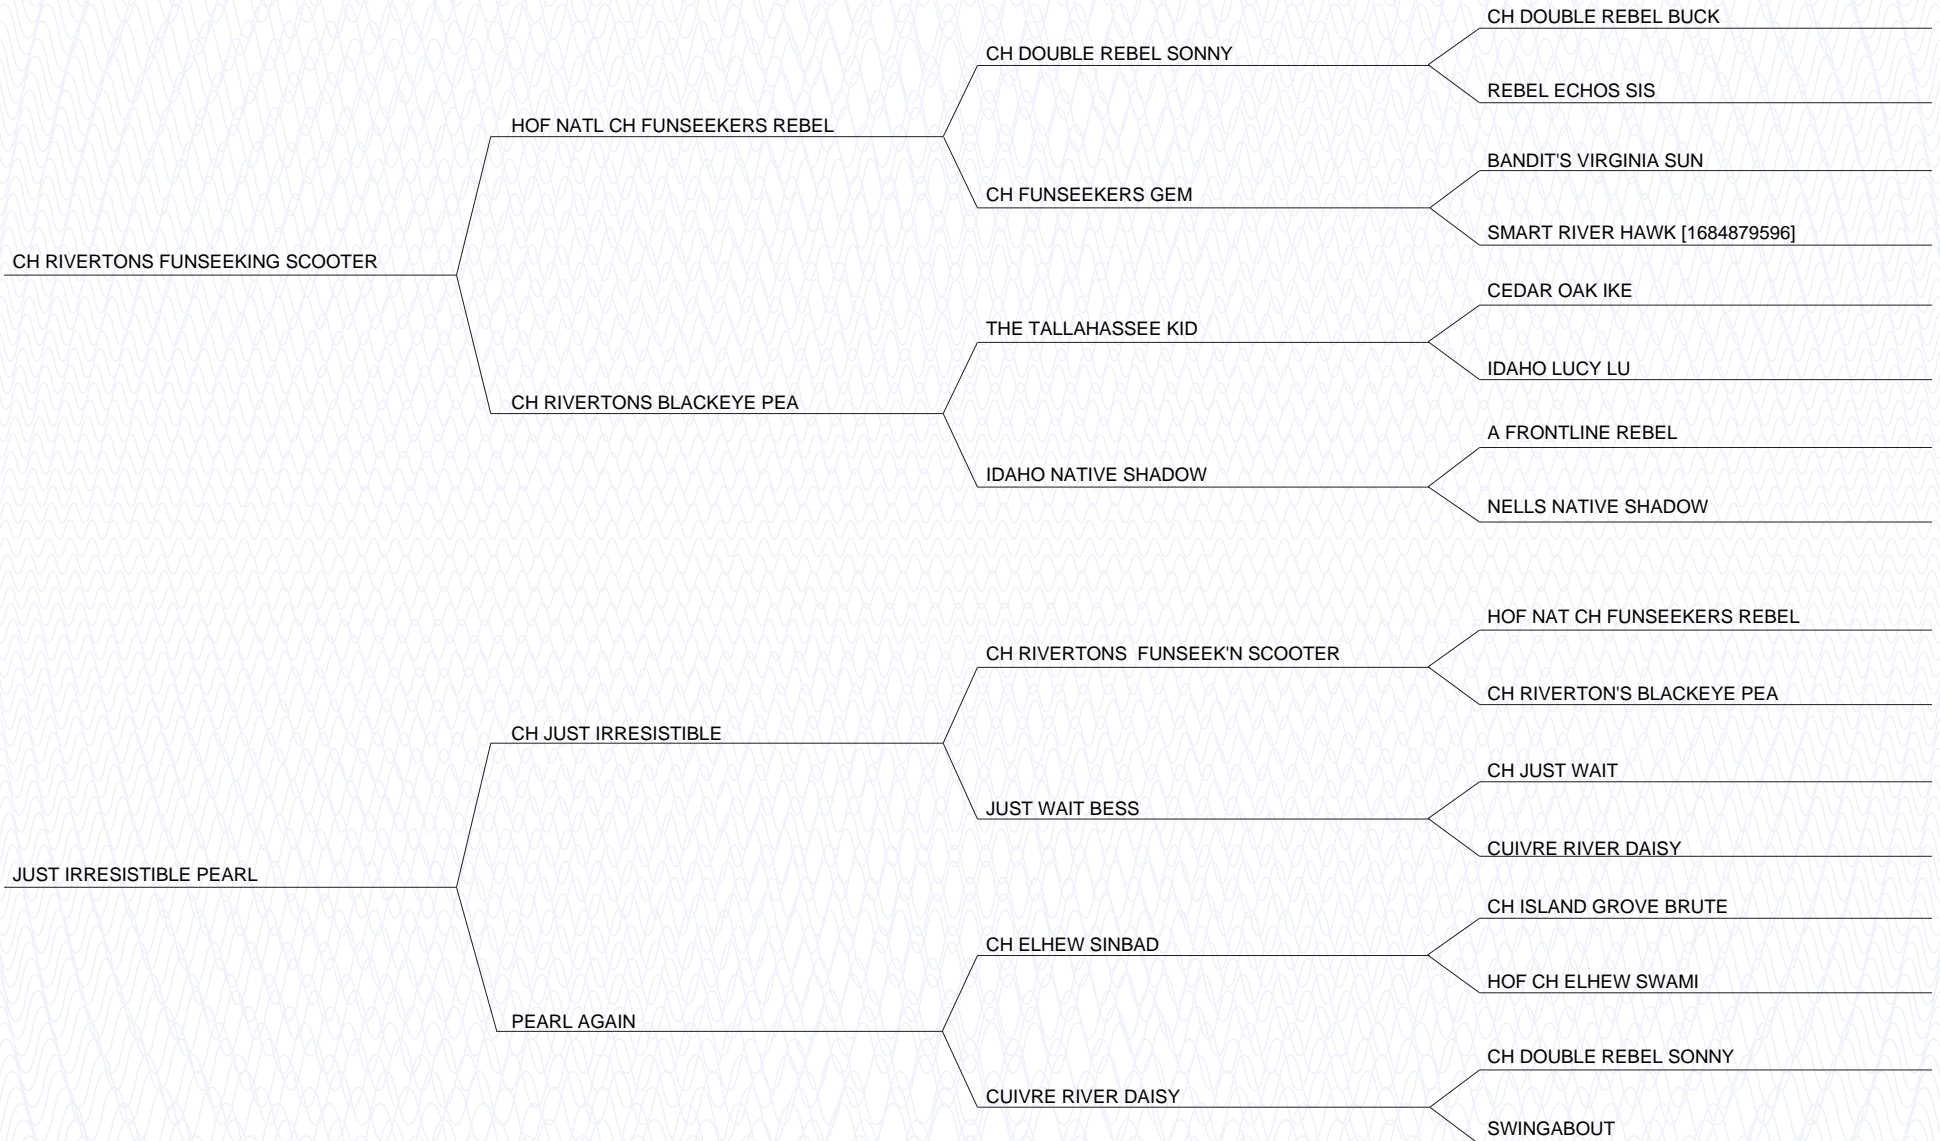 CH DOUBLE REBEL BUCK
CH DOUBLE REBEL SONNY
REBEL ECHOS SIS
HOF NATL CH FUNSEEKERS REBEL
BANDIT'S VIRGINIA SUN
CH FUNSEEKERS GEM
SMART RIVER HAWK [1684879596]
CH RIVERTONS FUNSEEKING SCOOTER
CEDAR OAK IKE
THE TALLAHASSEE KID
IDAHO LUCY LU
CH RIVERTONS BLACKEYE PEA
A FRONTLINE REBEL
IDAHO NATIVE SHADOW
NELLS NATIVE SHADOW
HOF NAT CH FUNSEEKERS REBEL
CH RIVERTONS  FUNSEEK'N SCOOTER
CH RIVERTON'S BLACKEYE PEA
CH JUST IRRESISTIBLE
CH JUST WAIT
JUST WAIT BESS
CUIVRE RIVER DAISY
JUST IRRESISTIBLE PEARL
CH ISLAND GROVE BRUTE
CH ELHEW SINBAD
HOF CH ELHEW SWAMI
PEARL AGAIN
CH DOUBLE REBEL SONNY
CUIVRE RIVER DAISY
SWINGABOUT